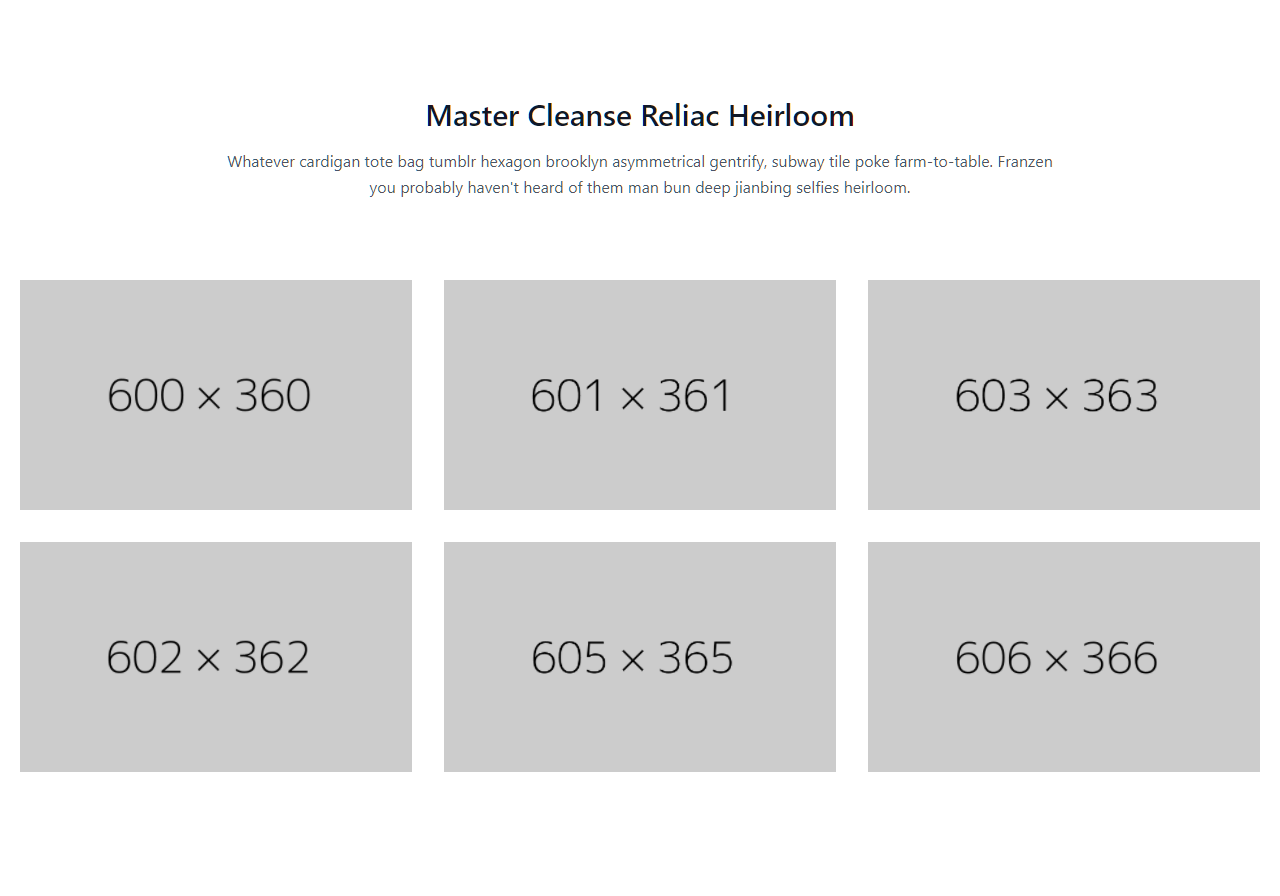 Master Cleanse Reliac Heirloom
Whatever cardigan tote bag tumblr hexagon brooklyn asymmetrical gentrify, subway tile poke farm-to-table. Franzen
you probably haven't heard of them man bun deep jianbing selfies heirloom.
600 × 360
601 × 361
603 × 363
602 × 362
605 × 365
606 × 366